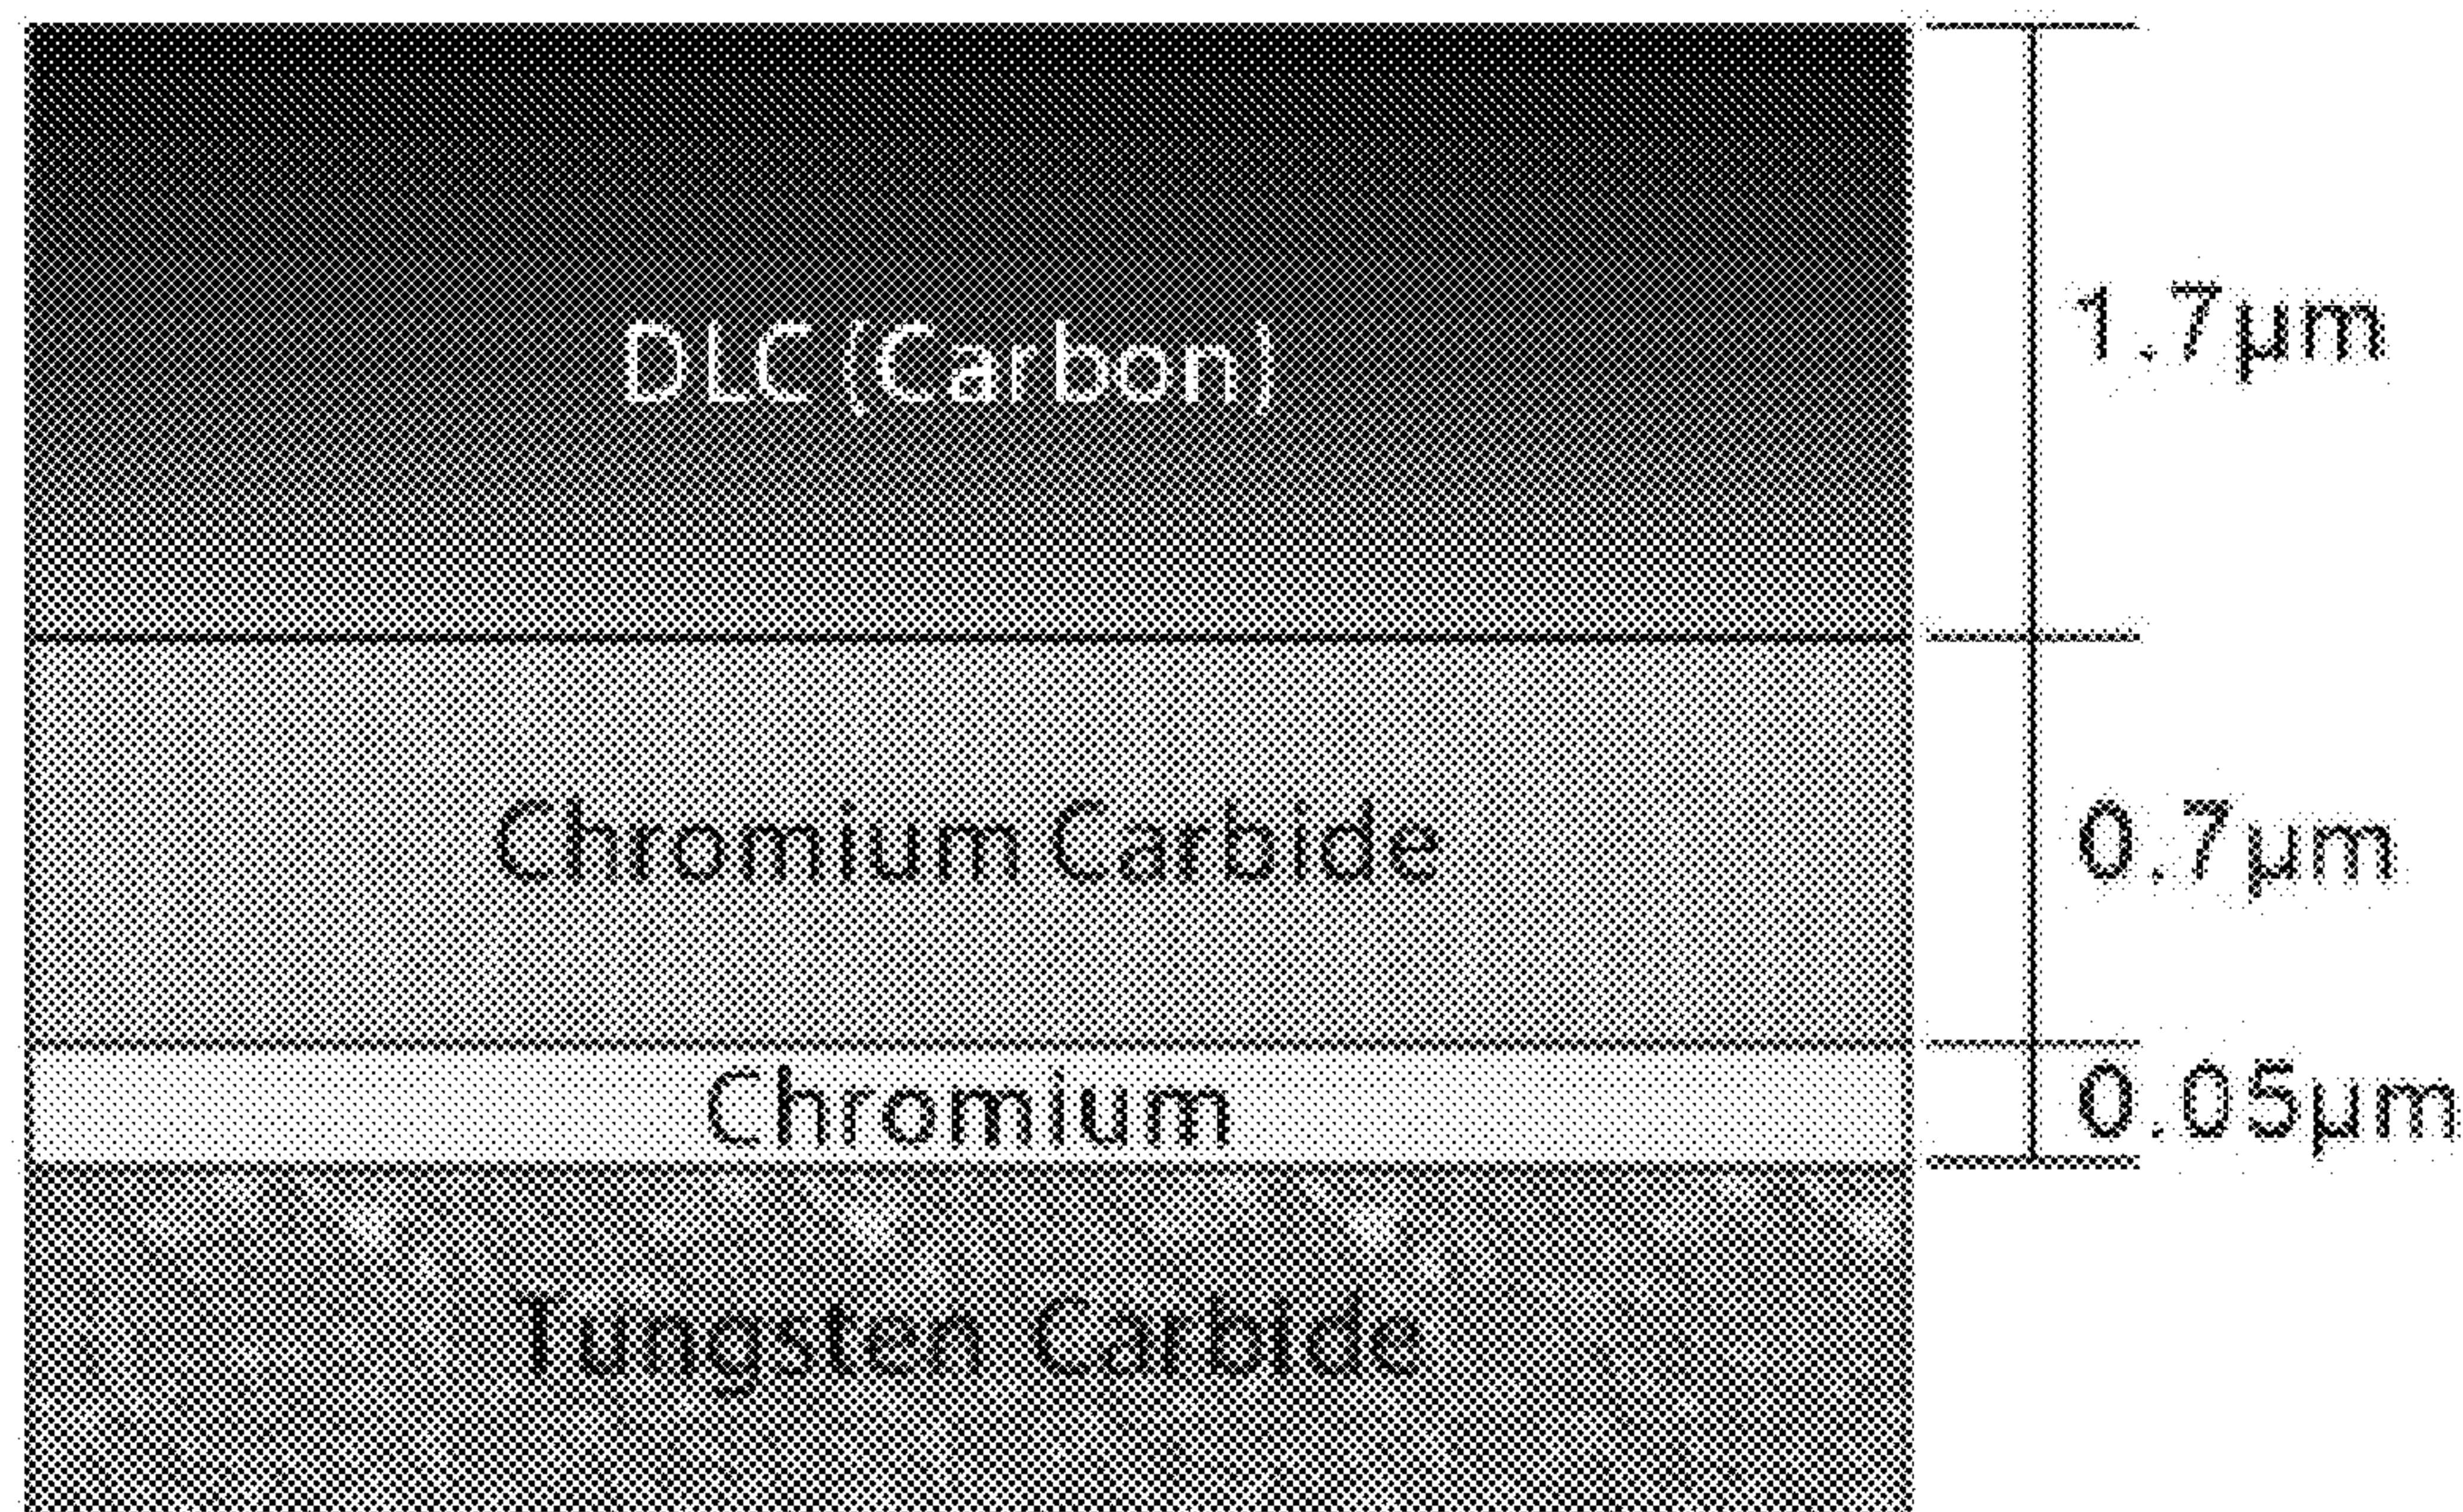 DLC (Carbon)
1.7µm
Chromium Carbide
0.7µm
Chromium
0.05µm
Tungsten Carbide